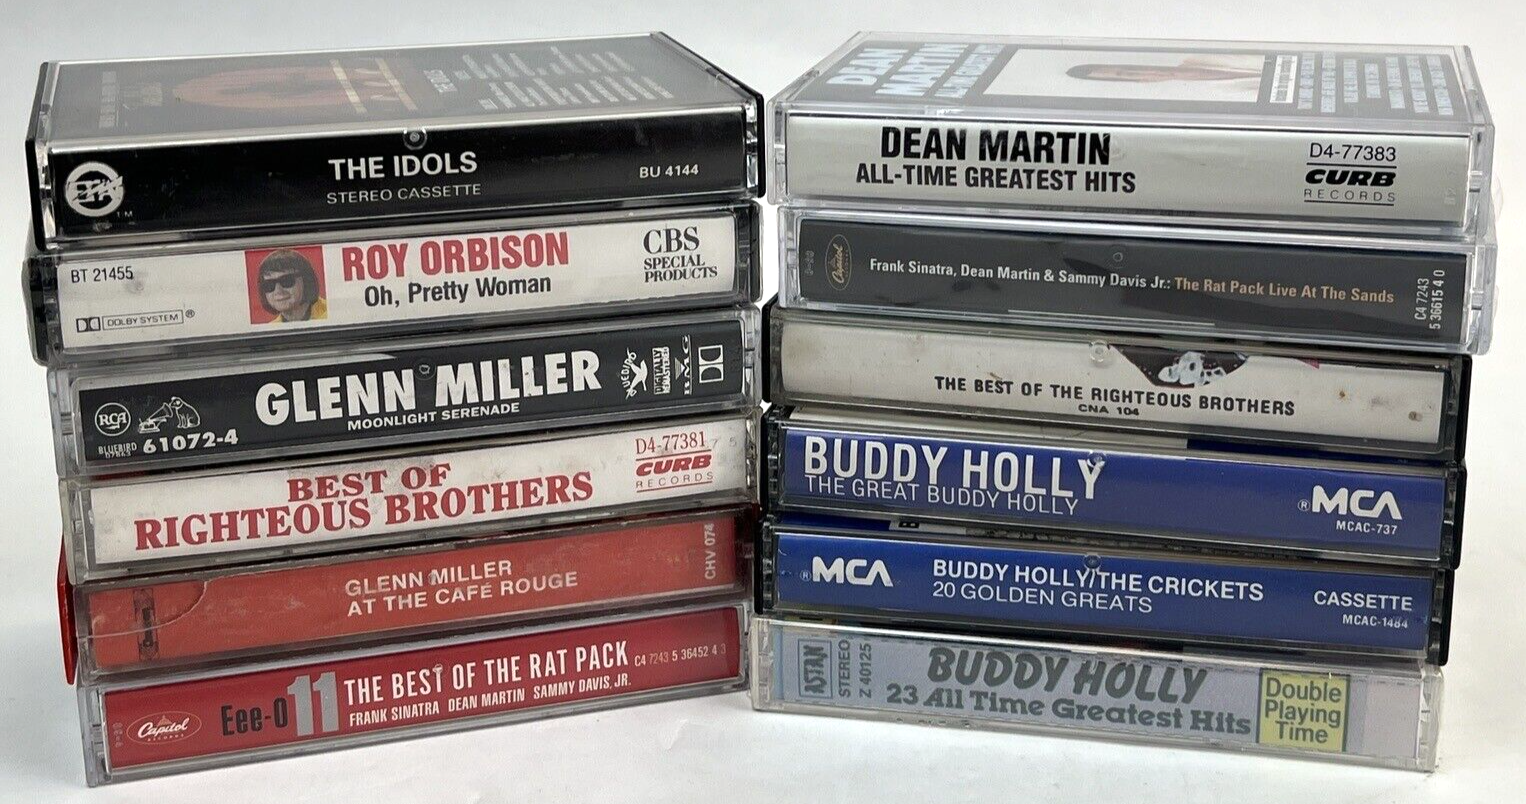 THE IDOLS
STEREO CASSETTE
BU 4144
EPIC
TM
BT 21455
ROY ORBISON
Oh, Pretty Woman
CBS
SPECIAL
PRODUCTS
DOLBY SYSTEM ®
RCA
BLUEBIRD
61072-4
GLENN MILLER
MOONLIGHT SERENADE
DIGITALLY
REMASTERED
BMG
BEST OF
RIGHTEOUS BROTHERS
D4-77381
CURB
RECORDS
GLENN MILLER
AT THE CAFÉ ROUGE
CHV 074
Capitol
RECORDS
Eee-O 11
THE BEST OF THE RAT PACK
FRANK SINATRA DEAN MARTIN SAMMY DAVIS, JR.
C4 7243 5 36452 4 3
DEAN
MARTIN
DEAN MARTIN
ALL-TIME GREATEST HITS
D4-77383
CURB
RECORDS
Capitol
Frank Sinatra, Dean Martin & Sammy Davis Jr.: The Rat Pack Live At The Sands
C4 7243
5 36615 4 0
THE BEST OF THE RIGHTEOUS BROTHERS
CNA 104
BUDDY HOLLY
THE GREAT BUDDY HOLLY
®MCA
MCAC-737
®MCA
BUDDY HOLLY/THE CRICKETS
20 GOLDEN GREATS
CASSETTE
MCAC-1484
ASTAN
STEREO
Z 40125
BUDDY HOLLY
23 All Time Greatest Hits
Double
Playing
Time